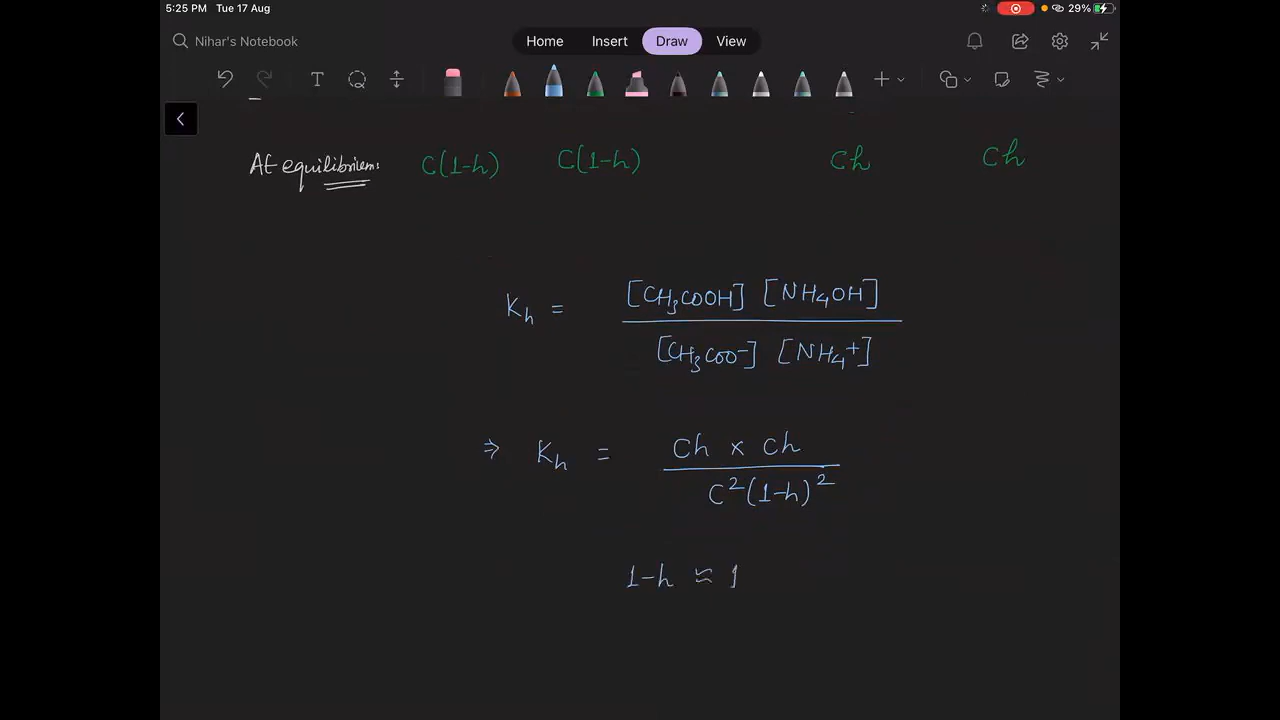 5:25 PM Tue 17 Aug 29%
Nihar's Notebook Home Insert Draw View
At equilibrium: C(1-h) C(1-h) Ch Ch
Kh = [CH3COOH] [NH4OH]
[CH3COO-] [NH4+]
⇒ Kh = Ch x Ch
C2(1-h)2
1-h ≈ 1